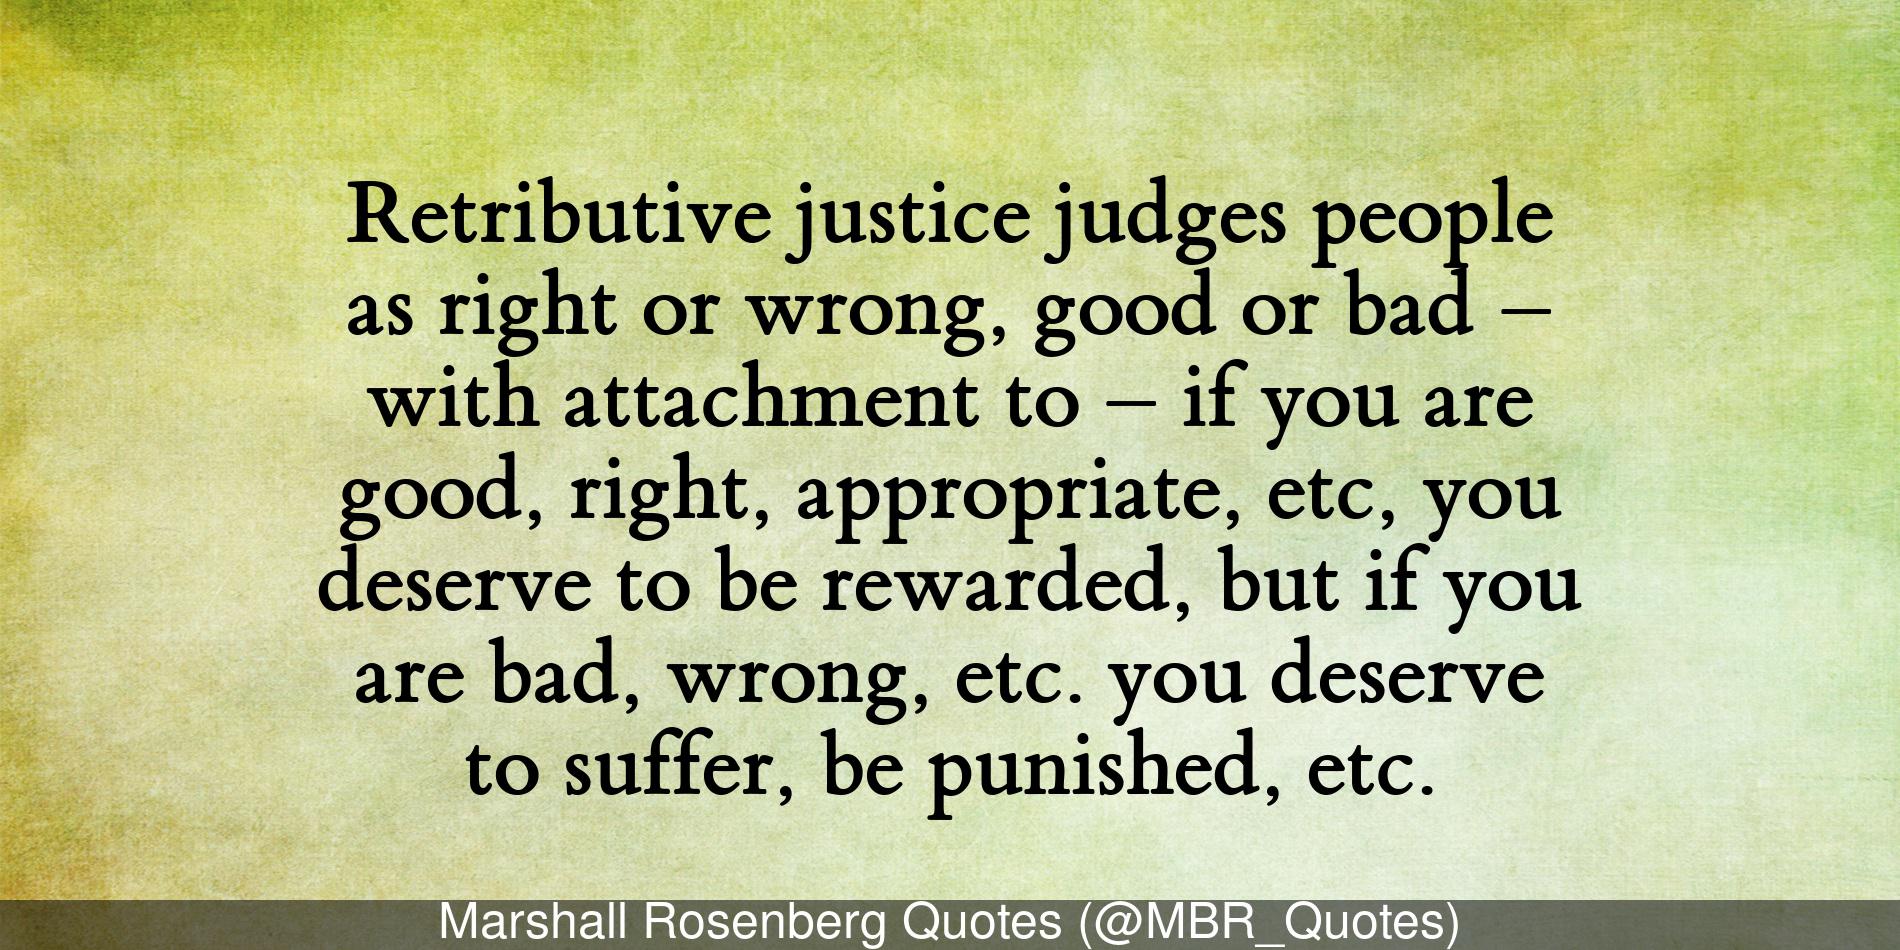 Retributive justice judges people
as right or wrong, good or bad –
with attachment to – if you are
good, right, appropriate, etc, you
deserve to be rewarded, but if you
are bad, wrong, etc. you deserve
to suffer, be punished, etc.
Marshall Rosenberg Quotes (@MBR_Quotes)